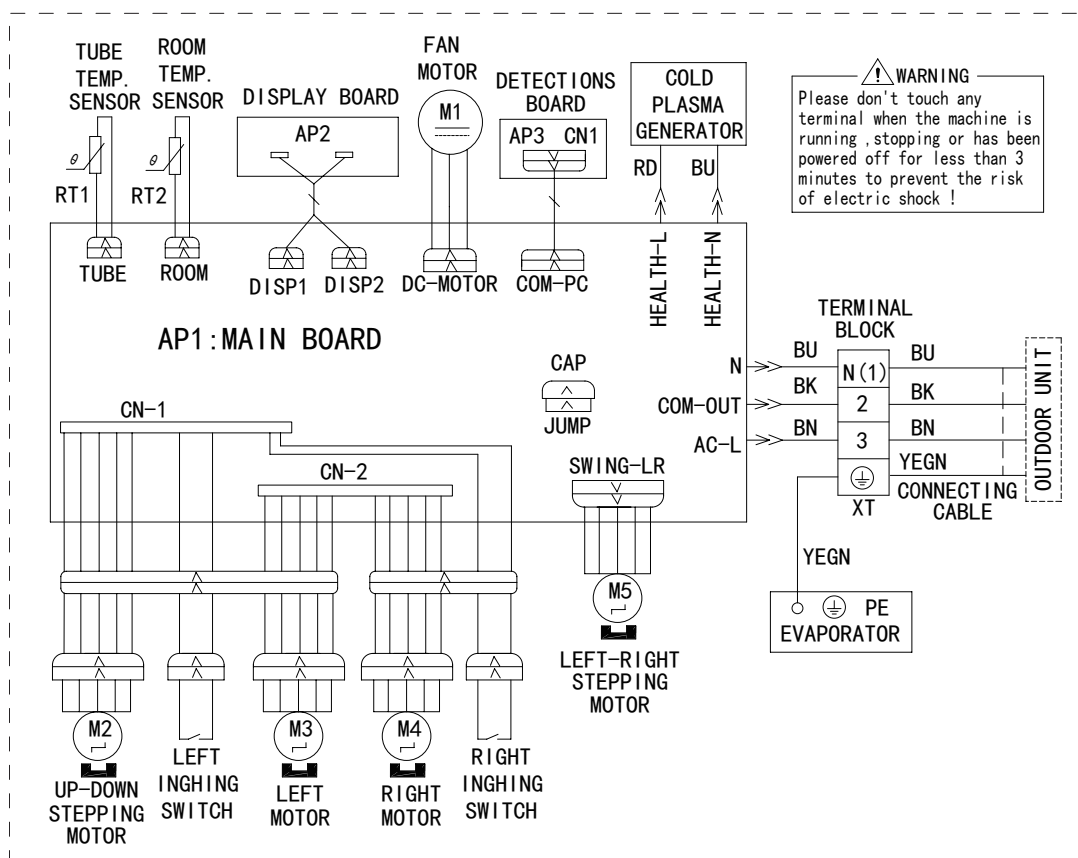 TUBE
TEMP.
SENSOR
ROOM
TEMP.
SENSOR
DISPLAY BOARD
FAN
MOTOR
DETECTIONS
BOARD
COLD
PLASMA
GENERATOR
WARNING
Please don't touch any
terminal when the machine is
running ,stopping or has been
powered off for less than 3
minutes to prevent the risk
of electric shock !
AP2
M1
AP3 CN1
RD
BU
θ
RT1
θ
RT2
TUBE
ROOM
DISP1
DISP2
DC-MOTOR
COM-PC
HEALTH-L
HEALTH-N
AP1:MAIN BOARD
TERMINAL
BLOCK
N
BU
N(1)
BU
COM-OUT
BK
2
BK
AC-L
BN
3
BN
YEGN
XT
CONNECTING
CABLE
OUTDOOR UNIT
CAP
JUMP
CN-1
CN-2
SWING-LR
YEGN
PE
EVAPORATOR
M5
LEFT-RIGHT
STEPPING
MOTOR
M2
UP-DOWN
STEPPING
MOTOR
LEFT
INGHING
SWITCH
M3
LEFT
MOTOR
M4
RIGHT
MOTOR
RIGHT
INGHING
SWITCH